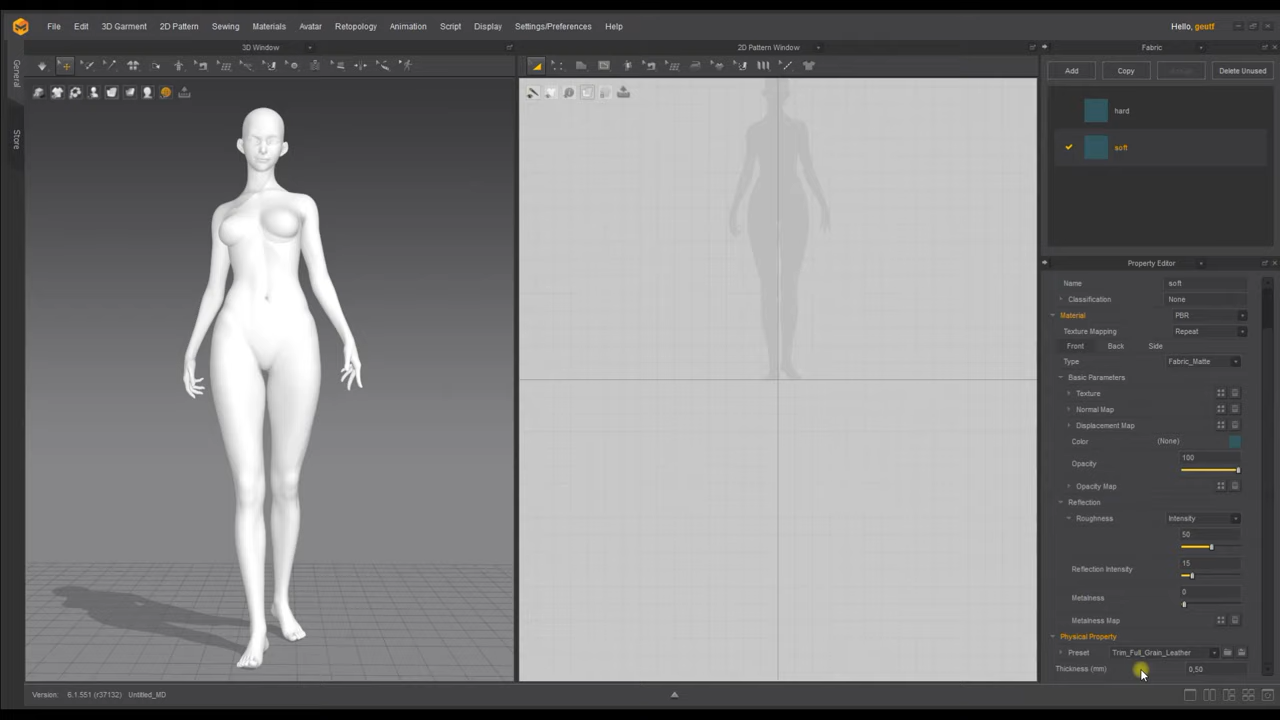 File Edit 3D Garment 2D Pattern Sewing Materials Avatar Retopology Animation Script Display Settings/Preferences Help Hello, geutf
3D Window 2D Pattern Window Fabric
General
Store
Add Copy Delete Unused
hard
soft
Property Editor
Name soft
Classification None
Material PBR
Texture Mapping Repeat
Front Back Side
Type Fabric_Matte
Basic Parameters
Texture
Normal Map
Displacement Map
Color (None)
Opacity 100
Opacity Map
Reflection
Roughness Intensity
50
Reflection Intensity 15
Metalness 0
Metalness Map
Physical Property
Preset Trim_Full_Grain_Leather
Thickness (mm) 0,50
Version: 6.1.551 (r37132) Untitled_MD